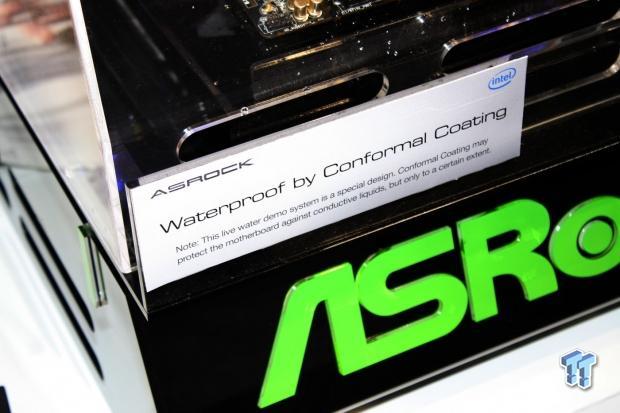 intel
ASROCK
Waterproof by Conformal Coating
Note: This live water demo system is a special design. Conformal Coating may
protect the motherboard against conductive liquids, but only to a certain extent.
ASRO
TT